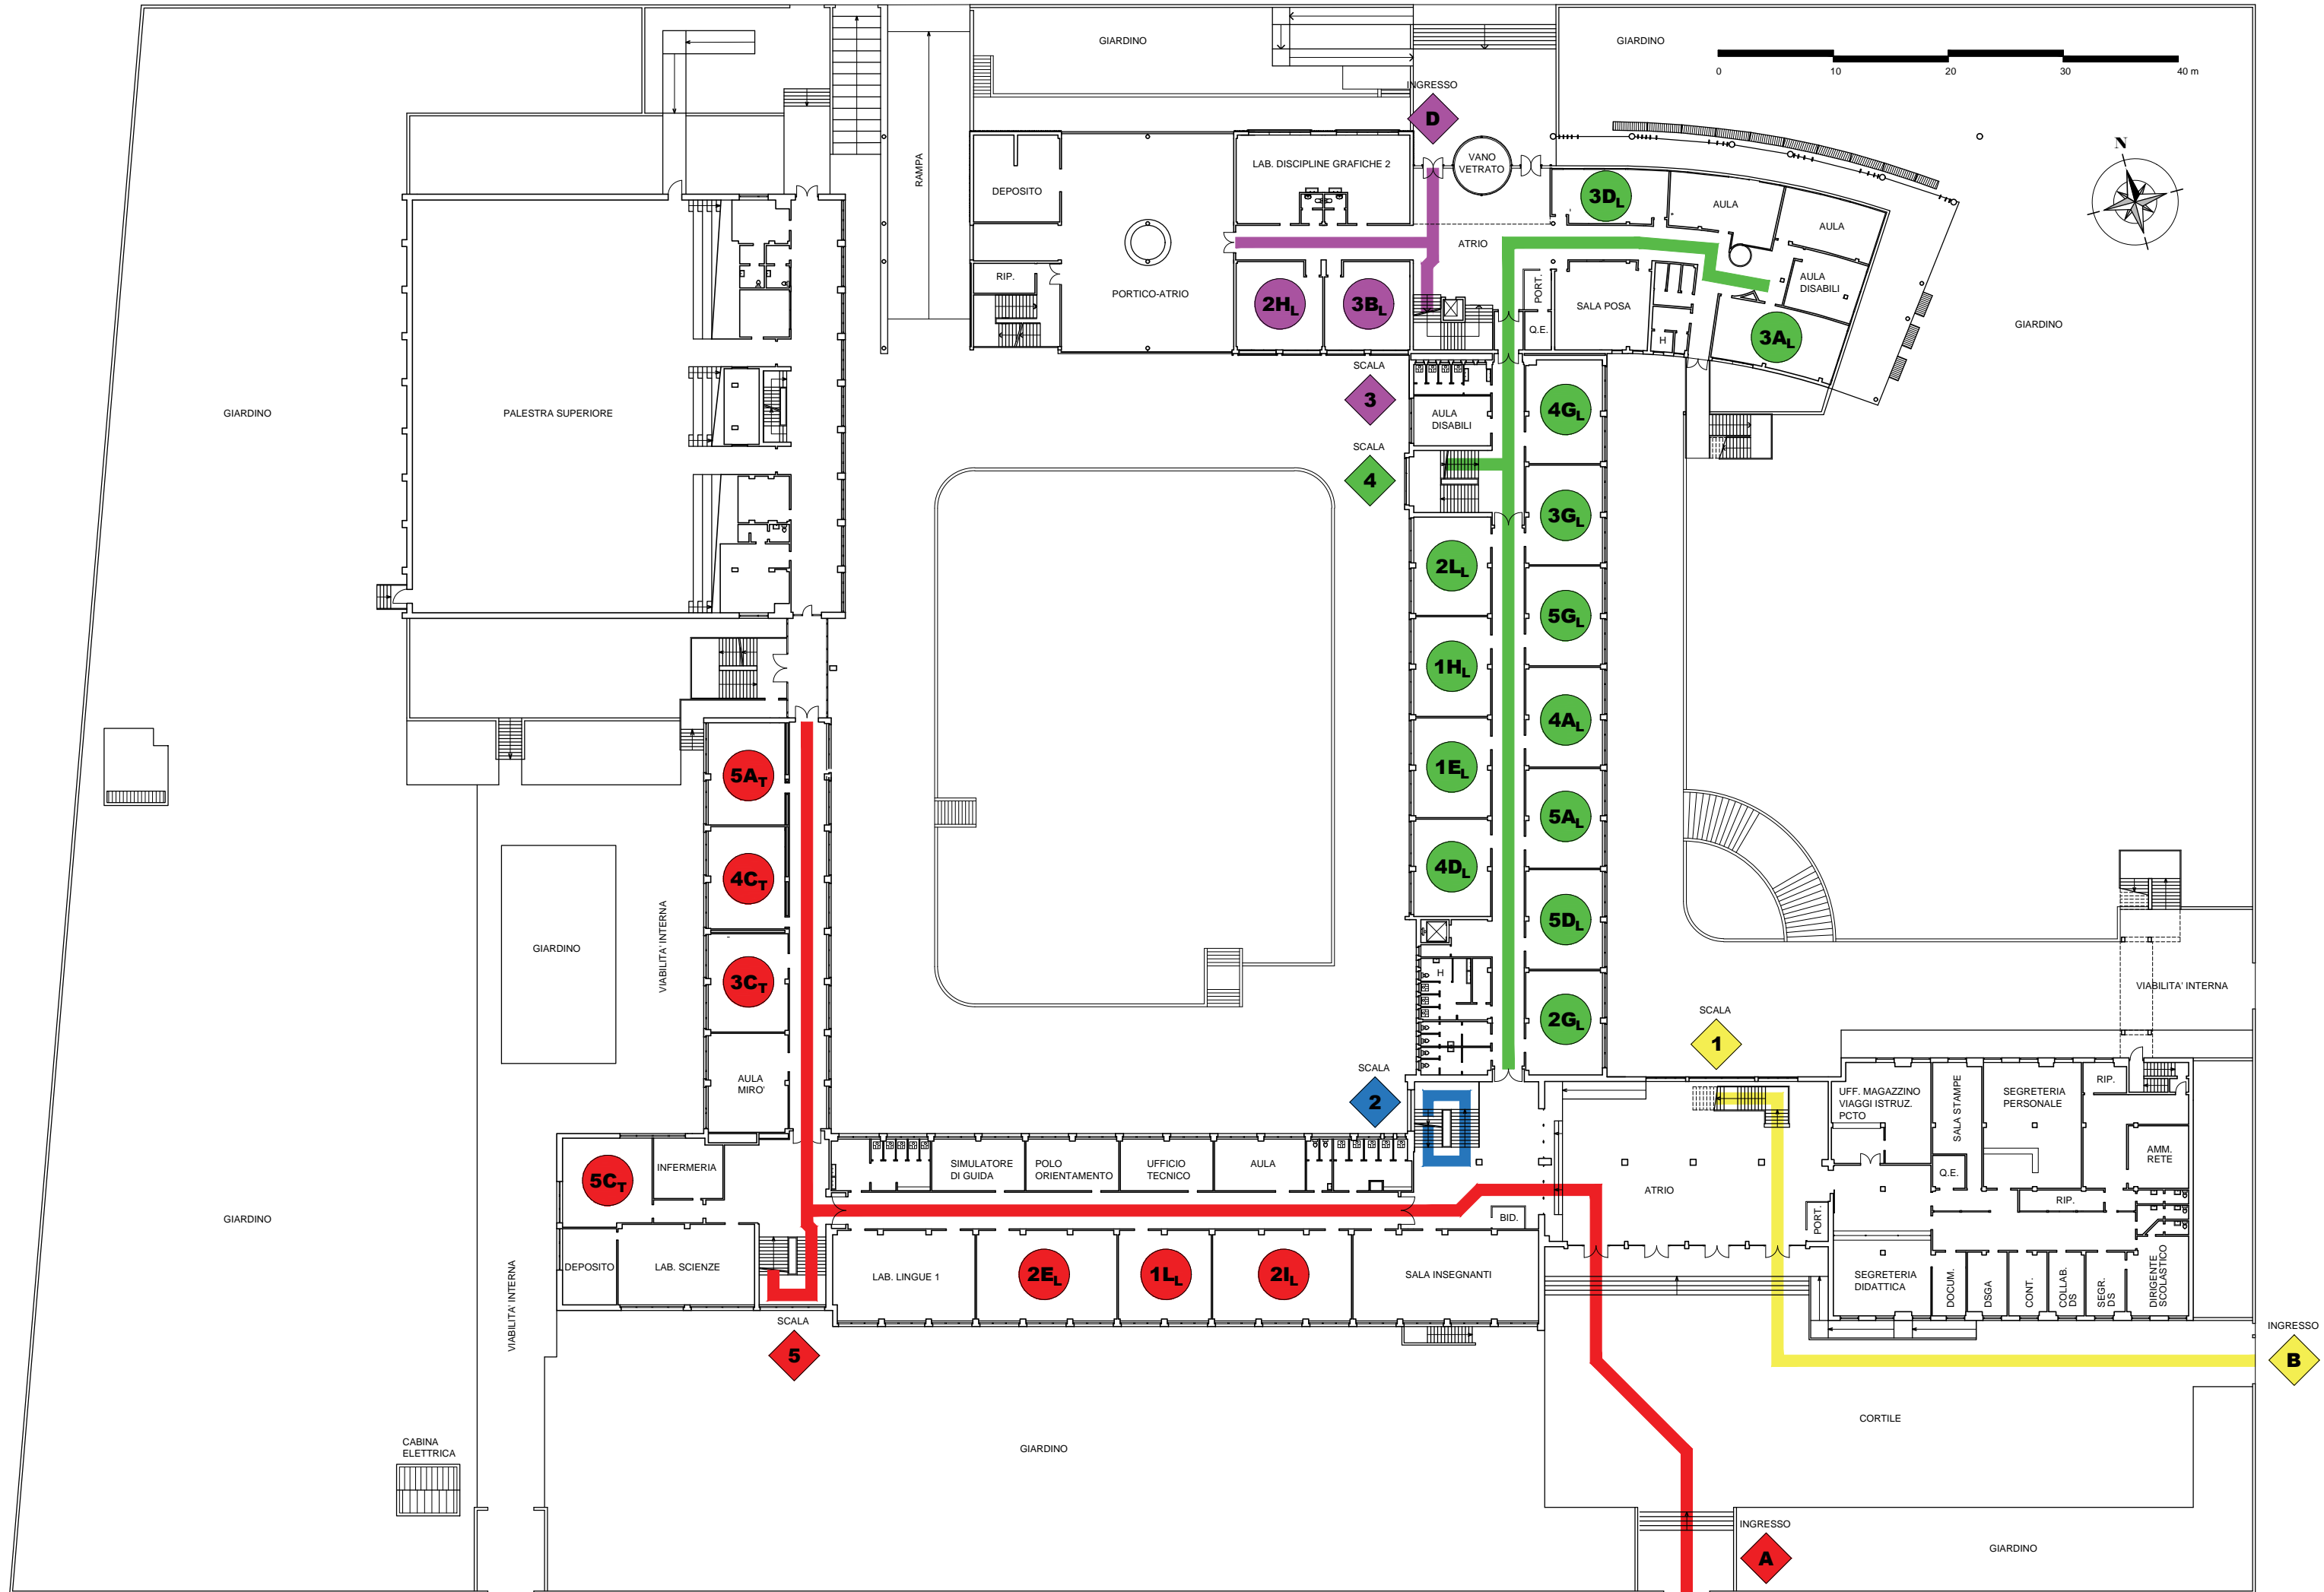 GIARDINO
GIARDINO
0
10
20
30
40 m
INGRESSO
D
N
RAMPA
DEPOSITO
LAB. DISCIPLINE GRAFICHE 2
VANO
VETRATO
3DL
AULA
AULA
ATRIO
RIP.
PORTICO-ATRIO
2HL
3BL
PORT.
Q.E.
SALA POSA
AULA
DISABILI
H
3AL
GIARDINO
SCALA
3
GIARDINO
PALESTRA SUPERIORE
AULA
DISABILI
4GL
SCALA
4
3GL
2LL
5GL
1HL
4AL
5AT
1EL
5AL
4CT
4DL
5DL
GIARDINO
VIABILITA' INTERNA
3CT
H
2GL
VIABILITA' INTERNA
SCALA
1
AULA
MIRO'
SCALA
2
UFF. MAGAZZINO
VIAGGI ISTRUZ.
PCTO
SALA STAMPE
SEGRETERIA
PERSONALE
RIP.
AMM.
RETE
5CT
INFERMERIA
SIMULATORE
DI GUIDA
POLO
ORIENTAMENTO
UFFICIO
TECNICO
AULA
ATRIO
Q.E.
RIP.
GIARDINO
BID.
PORT.
DEPOSITO
LAB. SCIENZE
LAB. LINGUE 1
2EL
1LL
2IL
SALA INSEGNANTI
SEGRETERIA
DIDATTICA
DOCUM.
DSGA
CONT.
COLLAB.
DS
SEGR.
DS
DIRIGENTE
SCOLASTICO
VIABILITA' INTERNA
SCALA
5
INGRESSO
B
CORTILE
CABINA
ELETTRICA
GIARDINO
INGRESSO
A
GIARDINO